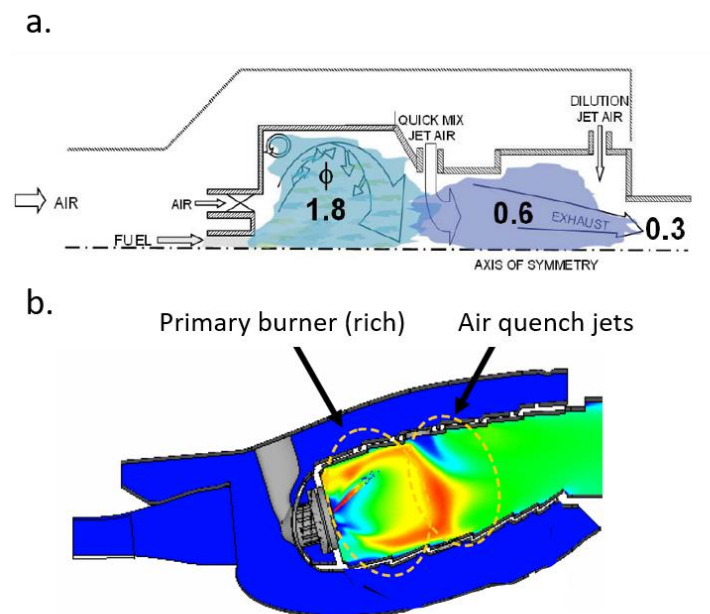 a.
QUICK MIX
JET AIR
DILUTION
JET AIR
ϕ
1.8
AIR
AIR
0.6
EXHAUST
0.3
FUEL
AXIS OF SYMMETRY
b.
Primary burner (rich)
Air quench jets